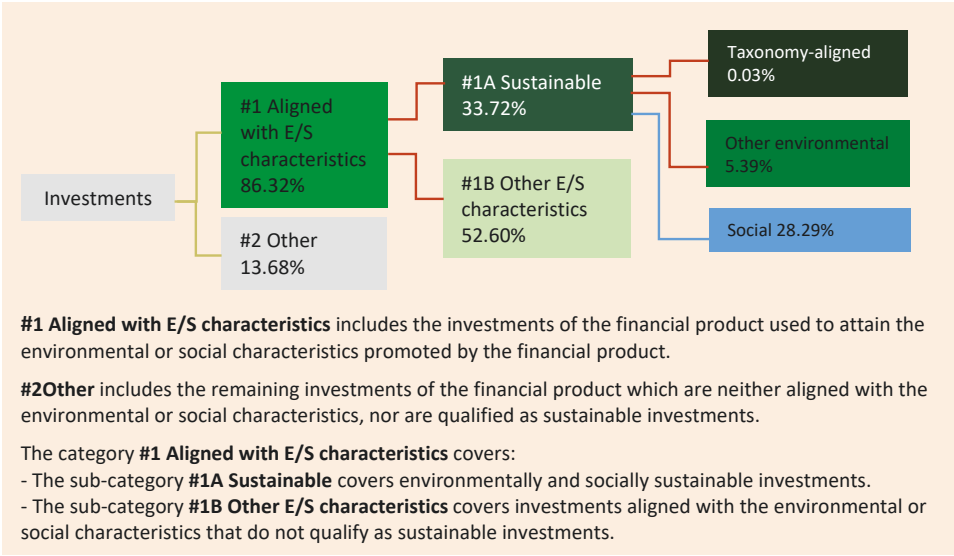 Investments
#1 Aligned
with E/S
characteristics
86.32%
#2 Other
13.68%
#1A Sustainable
33.72%
#1B Other E/S
characteristics
52.60%
Taxonomy-aligned
0.03%
Other environmental
5.39%
Social 28.29%
#1 Aligned with E/S characteristics includes the investments of the financial product used to attain the
environmental or social characteristics promoted by the financial product.
#2Other includes the remaining investments of the financial product which are neither aligned with the
environmental or social characteristics, nor are qualified as sustainable investments.
The category #1 Aligned with E/S characteristics covers:
- The sub-category #1A Sustainable covers environmentally and socially sustainable investments.
- The sub-category #1B Other E/S characteristics covers investments aligned with the environmental or
social characteristics that do not qualify as sustainable investments.